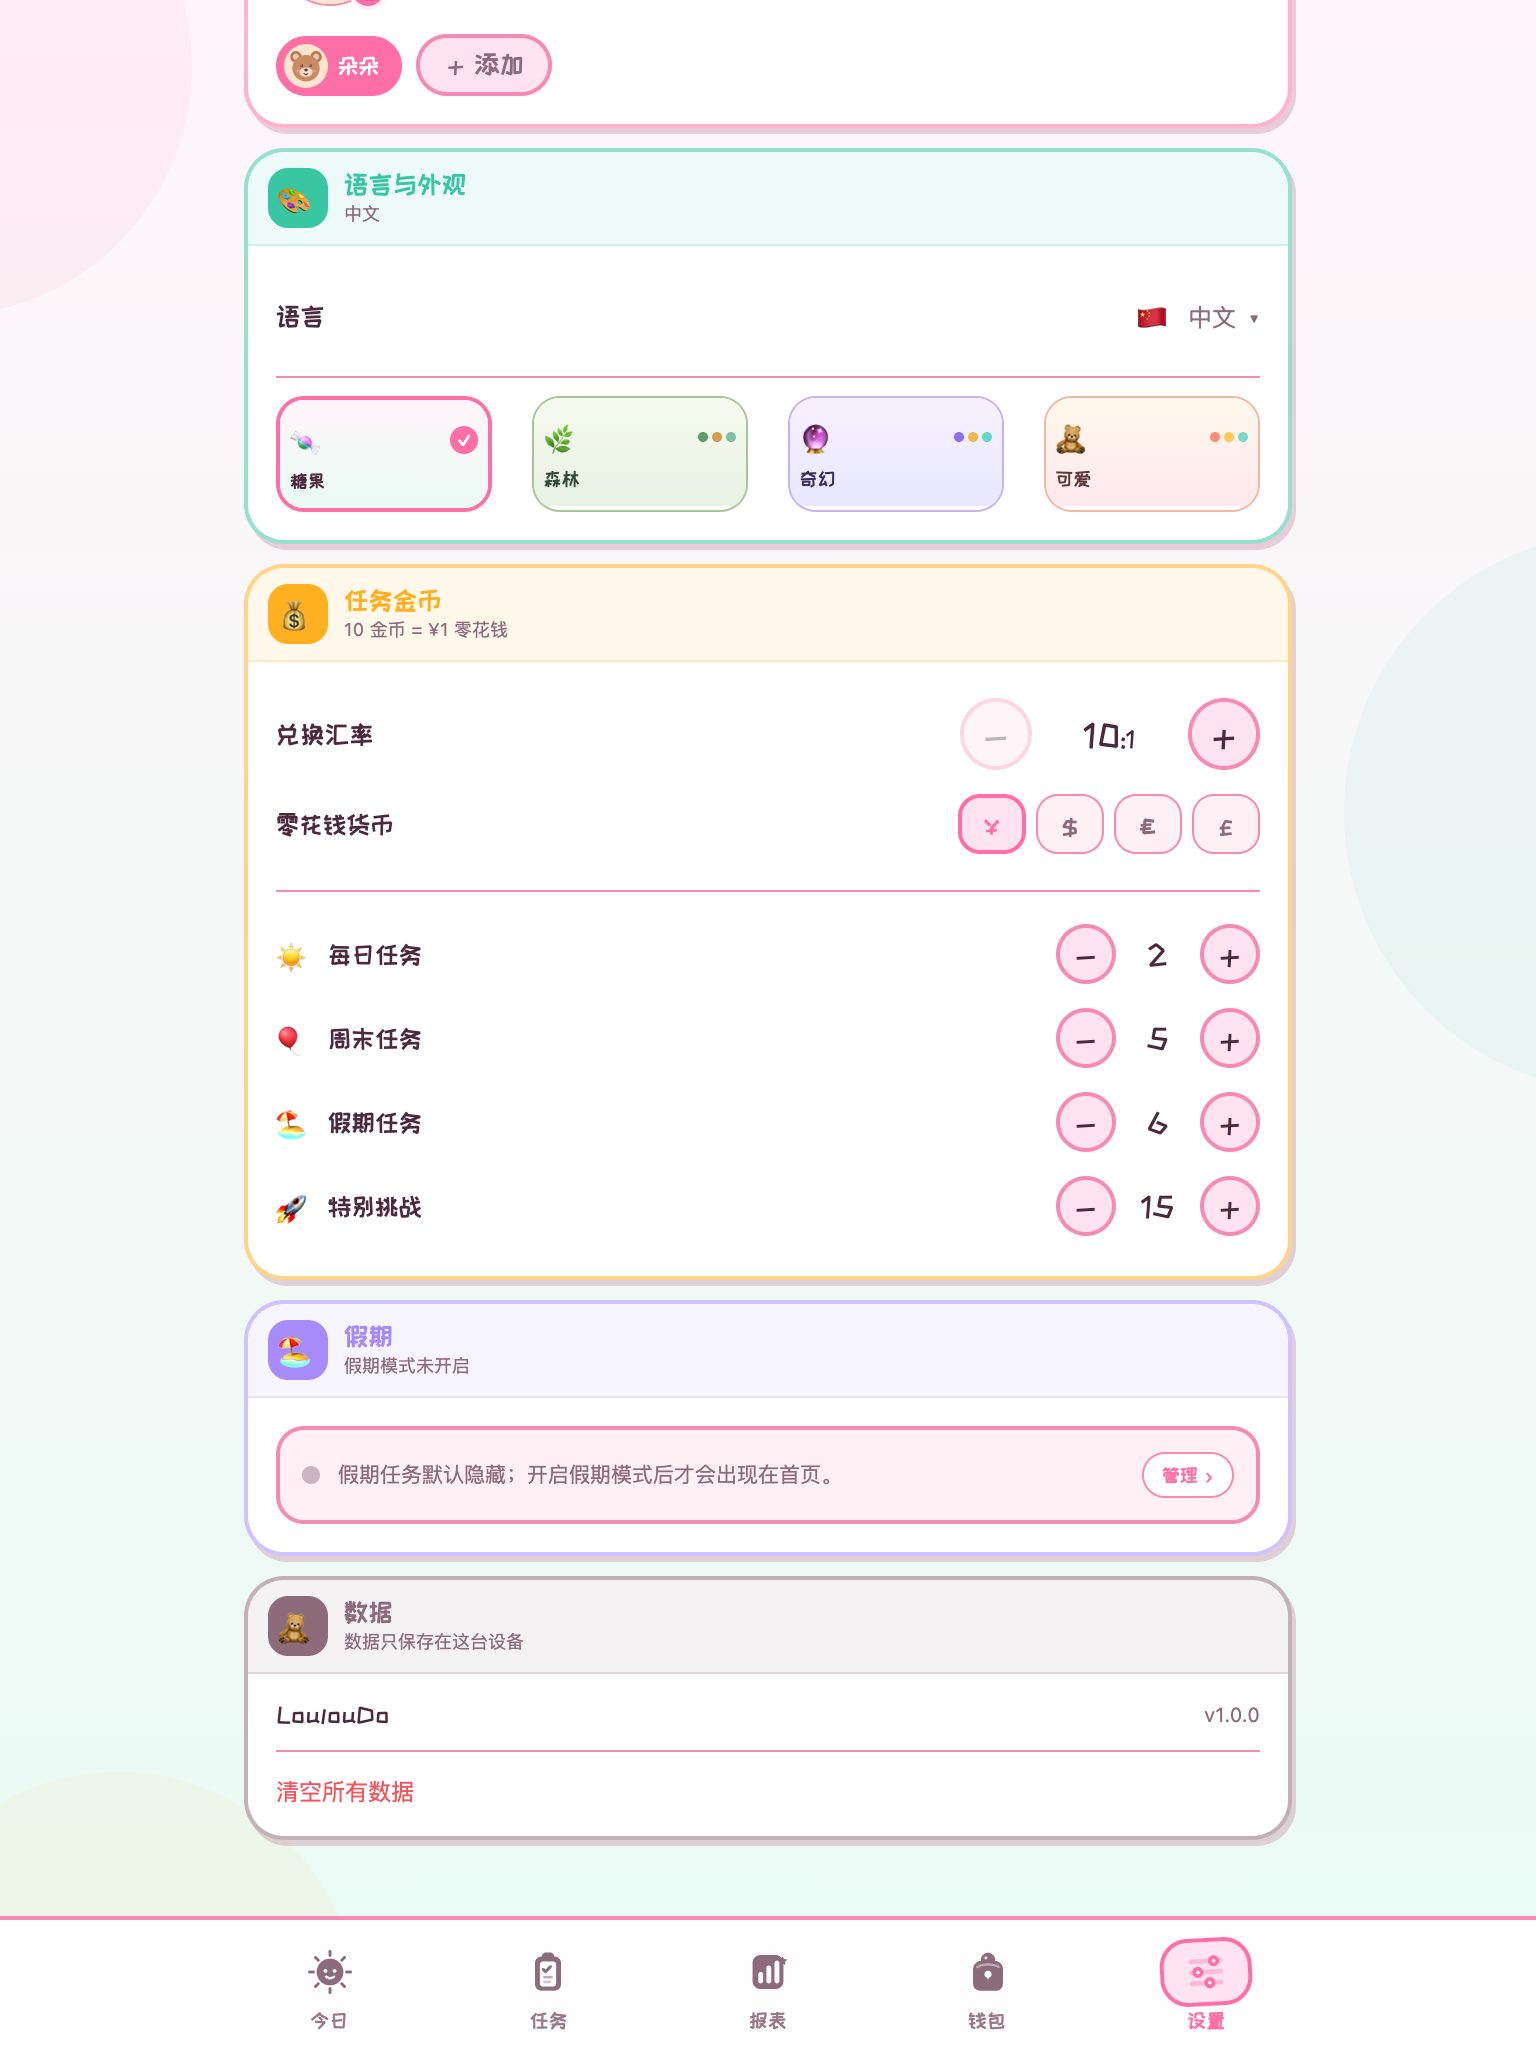 朵朵
+ 添加
语言与外观
中文
语言
中文 ▾
糖果
森林
奇幻
可爱
任务金币
10 金币 = ¥1 零花钱
兑换汇率
− 10:1 +
零花钱货币
¥ $ € £
每日任务
− 2 +
周末任务
− 5 +
假期任务
− 6 +
特别挑战
− 15 +
假期
假期模式未开启
假期任务默认隐藏；开启假期模式后才会出现在首页。
管理 ›
数据
数据只保存在这台设备
LoulouDo
v1.0.0
清空所有数据
今日
任务
报表
钱包
设置